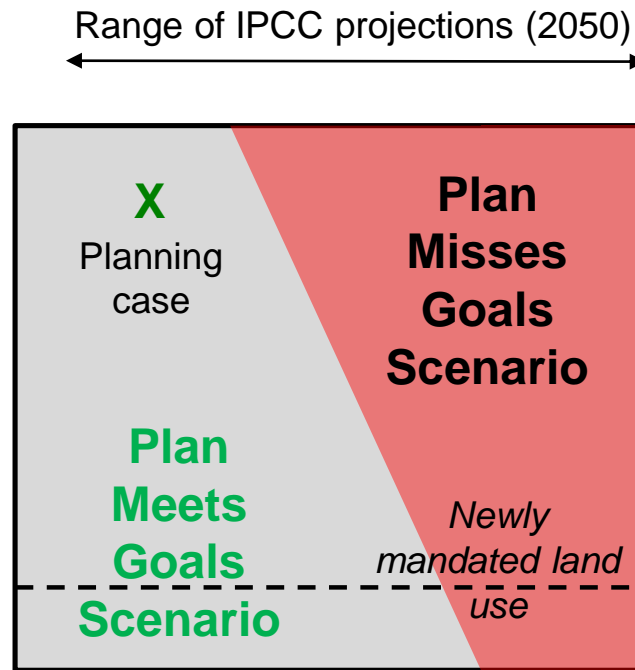 Range of IPCC projections (2050)
X
Planning
case
Plan
Misses
Goals
Scenario
Plan
Meets
Goals
Scenario
Newly
mandated land
use